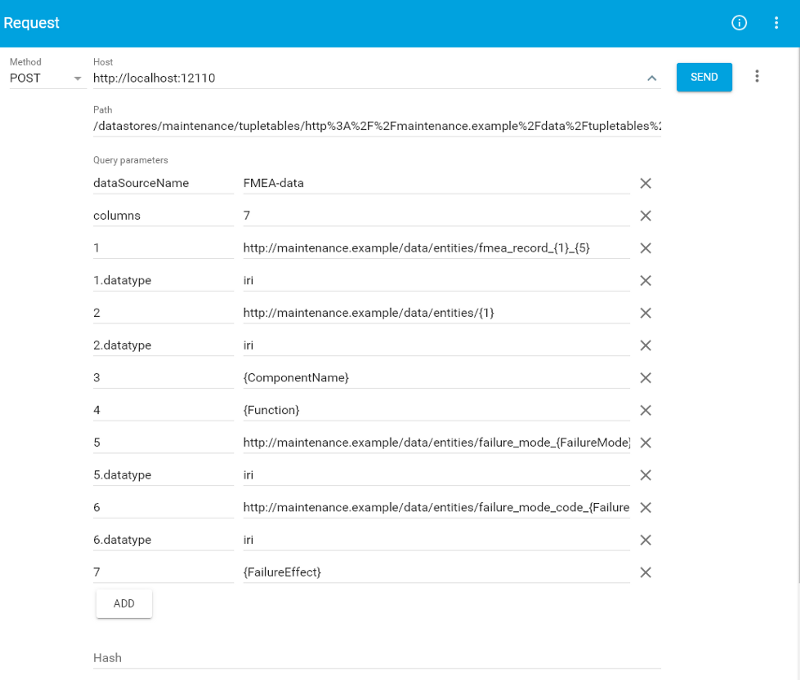 Request
Method
POST
Host
http://localhost:12110
SEND
Path
/datastores/maintenance/tupletables/http%3A%2F%2Fmaintenance.example%2Fdata%2Ftupletables%2
Query parameters
dataSourceName FMEA-data
columns 7
1 http://maintenance.example/data/entities/fmea_record_{1}_{5}
1.datatype iri
2 http://maintenance.example/data/entities/{1}
2.datatype iri
3 {ComponentName}
4 {Function}
5 http://maintenance.example/data/entities/failure_mode_{FailureMode}
5.datatype iri
6 http://maintenance.example/data/entities/failure_mode_code_{Failure
6.datatype iri
7 {FailureEffect}
ADD
Hash